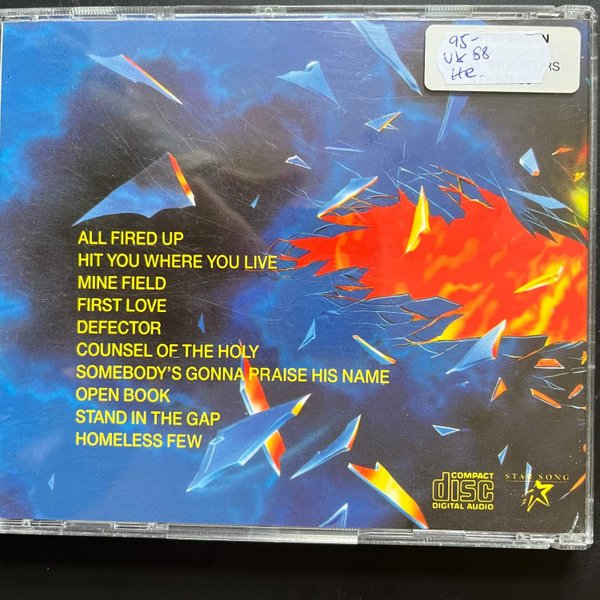 95-
UK 88
HR.
ALL FIRED UP
HIT YOU WHERE YOU LIVE
MINE FIELD
FIRST LOVE
DEFECTOR
COUNSEL OF THE HOLY
SOMEBODY'S GONNA PRAISE HIS NAME
OPEN BOOK
STAND IN THE GAP
HOMELESS FEW
COMPACT
disc
DIGITAL AUDIO
STAR SONG